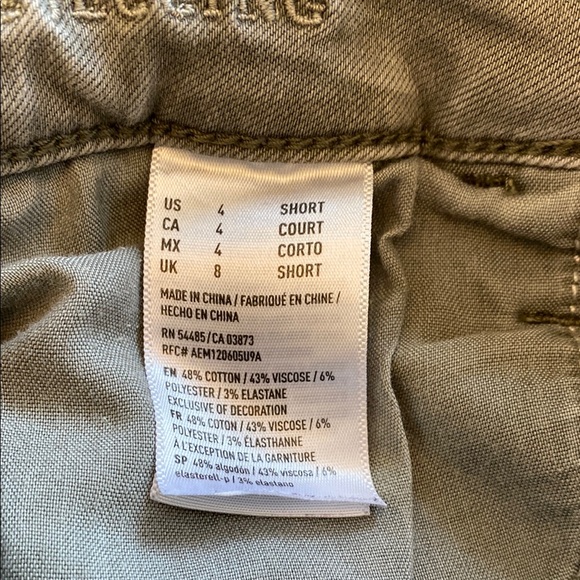 US 4 SHORT
CA 4 COURT
MX 4 CORTO
UK 8 SHORT
MADE IN CHINA / FABRIQUÉ EN CHINE /
HECHO EN CHINA
RN 54485/CA 03873
RFC# AEM120605U9A
EN 48% COTTON / 43% VISCOSE / 6%
POLYESTER / 3% ELASTANE
EXCLUSIVE OF DECORATION
FR 48% COTON / 43% VISCOSE / 6%
POLYESTER / 3% ÉLASTHANNE
À L'EXCEPTION DE LA GARNITURE
SP 48% algodón / 43% viscosa / 6%
elasterell-p / 3% elastano